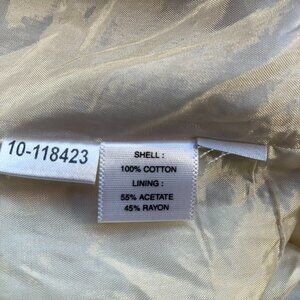 10-118423
SHELL :
100% COTTON
LINING :
55% ACETATE
45% RAYON